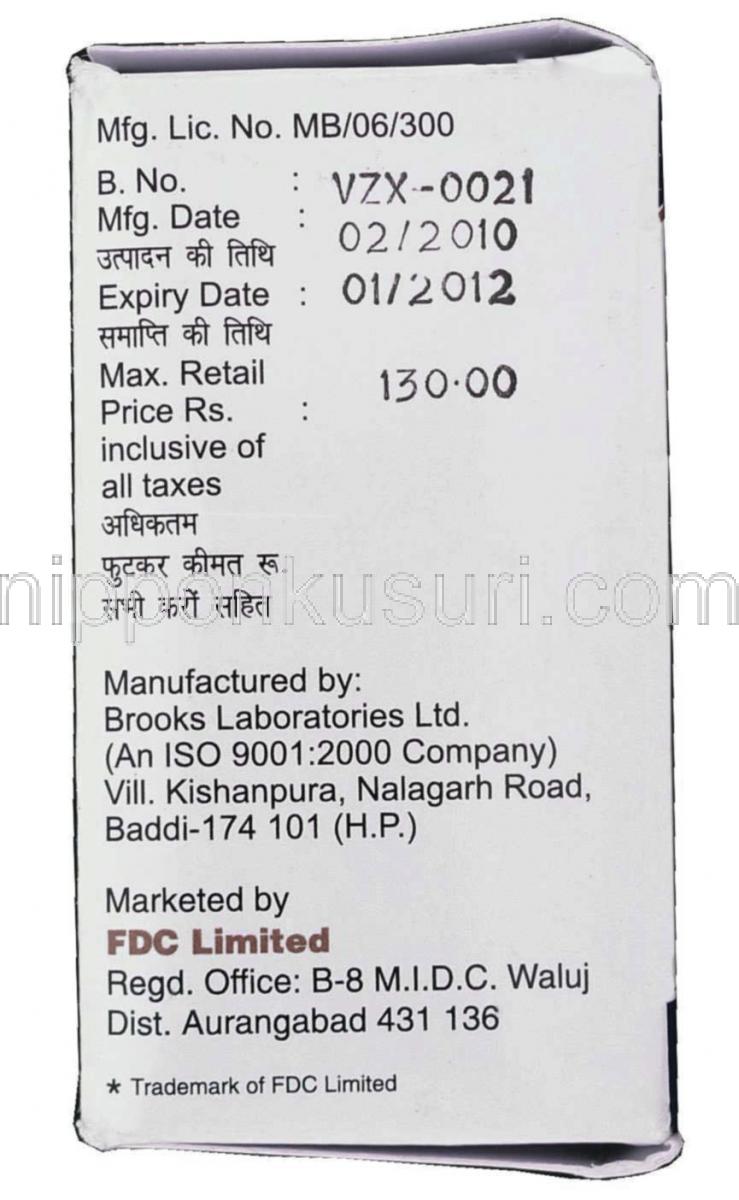 Mfg. Lic. No. MB/06/300
B. No. : VZX-0021
Mfg. Date : 02/2010
उत्पादन की तिथि
Expiry Date : 01/2012
समाप्ति की तिथि
Max. Retail 130.00
Price Rs. :
inclusive of
all taxes
अधिकतम
फुटकर कीमत रू.
nipponkusuri.com
सभी करों सहित
Manufactured by:
Brooks Laboratories Ltd.
(An ISO 9001:2000 Company)
Vill. Kishanpura, Nalagarh Road,
Baddi-174 101 (H.P.)
Marketed by
FDC Limited
Regd. Office: B-8 M.I.D.C. Waluj
Dist. Aurangabad 431 136
* Trademark of FDC Limited